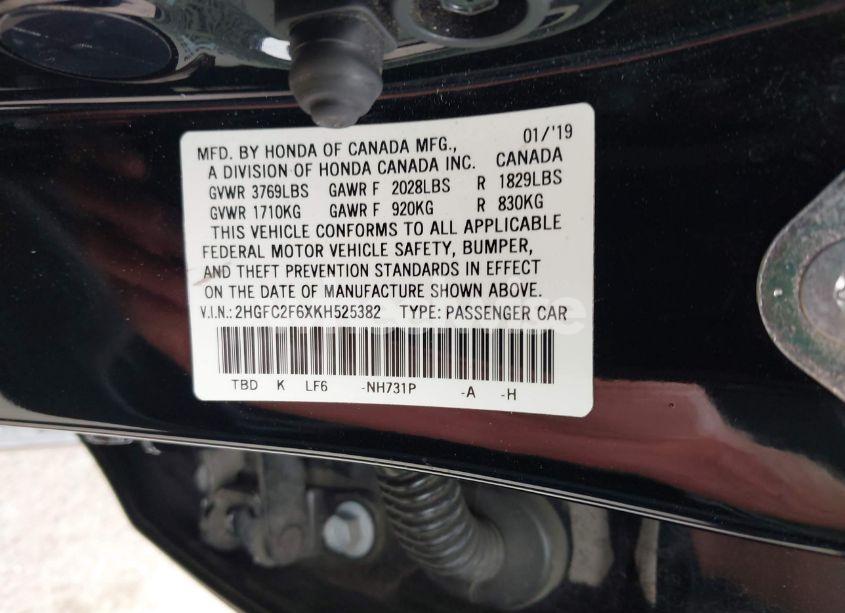 01/'19
MFD. BY HONDA OF CANADA MFG.,
A DIVISION OF HONDA CANADA INC. CANADA
GVWR 3769LBS GAWR F 2028LBS R 1829LBS
GVWR 1710KG GAWR F 920KG R 830KG
THIS VEHICLE CONFORMS TO ALL APPLICABLE
FEDERAL MOTOR VEHICLE SAFETY, BUMPER,
AND THEFT PREVENTION STANDARDS IN EFFECT
ON THE DATE OF MANUFACTURE SHOWN ABOVE.
V.I.N.: 2HGFC2F6XKH525382 TYPE: PASSENGER CAR
TBD K LF6 -NH731P -A -H